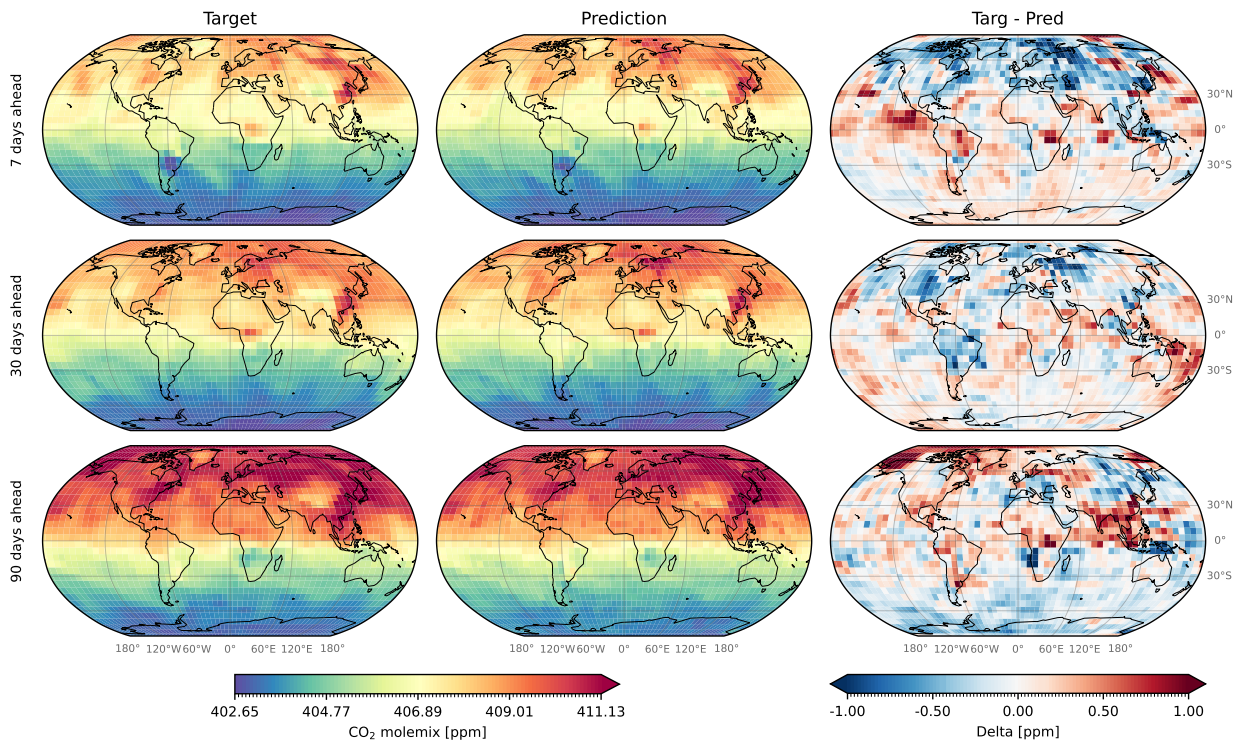 Target Prediction Targ - Pred
7 days ahead
30°N
0°
30°S
30 days ahead
30°N
0°
30°S
90 days ahead
30°N
0°
30°S
180° 120°W 60°W 0° 60°E 120°E 180° 180° 120°W 60°W 0° 60°E 120°E 180° 180° 120°W 60°W 0° 60°E 120°E 180°
402.65 404.77 406.89 409.01 411.13 -1.00 -0.50 0.00 0.50 1.00
CO₂ molemix [ppm] Delta [ppm]